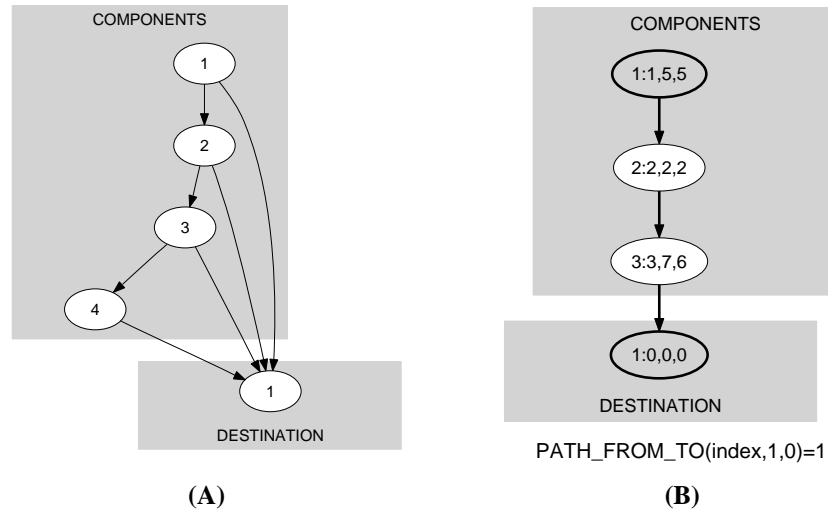 COMPONENTS
1
2
3
4
1
DESTINATION
(A)
COMPONENTS
1:1,5,5
2:2,2,2
3:3,7,6
1:0,0,0
DESTINATION
PATH_FROM_TO(index,1,0)=1
(B)